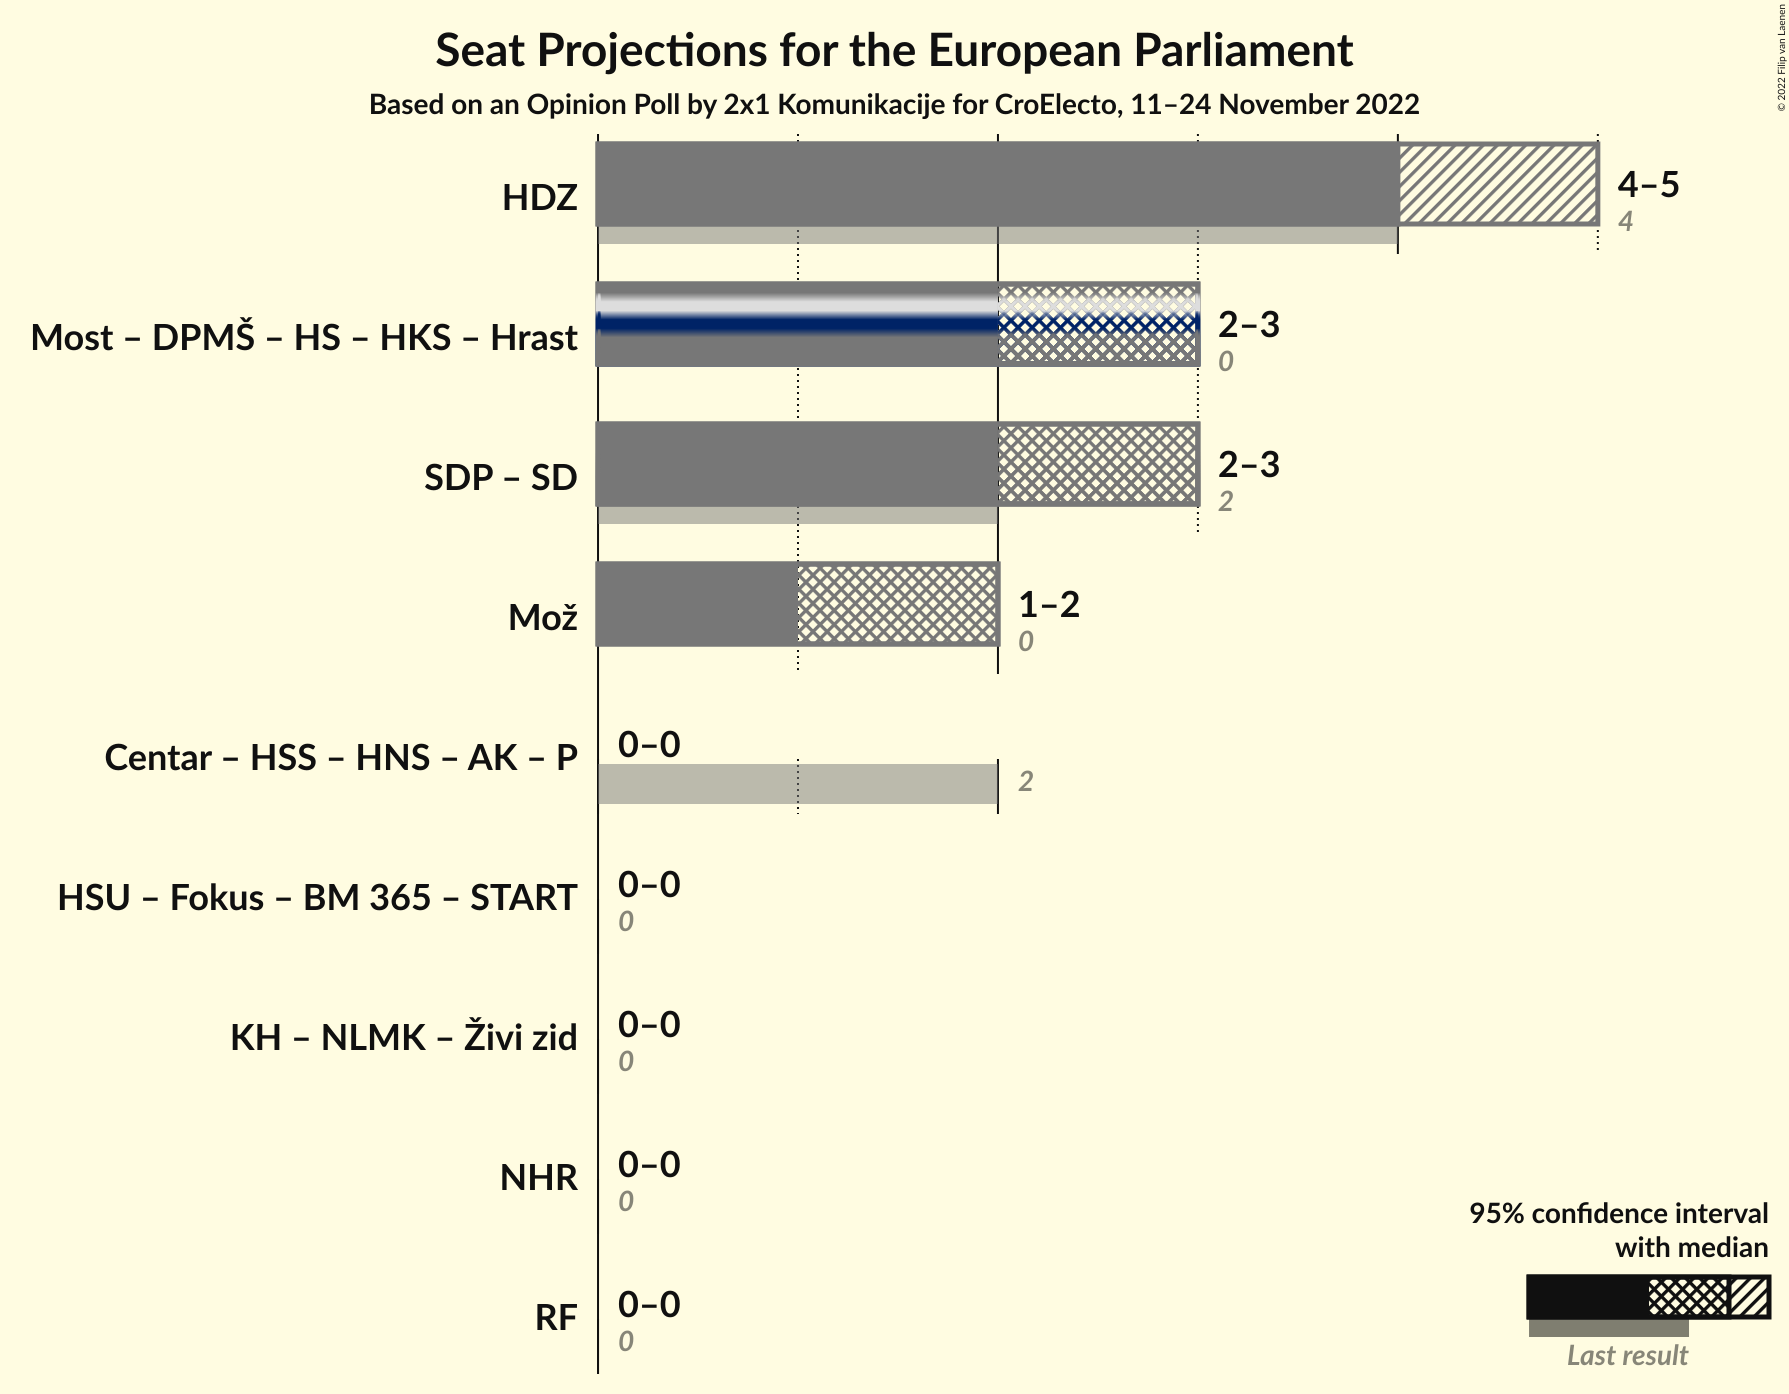 Seat Projections for the European Parliament
Based on an Opinion Poll by 2x1 Komunikacije for CroElecto, 11–24 November 2022
© 2022 Filip van Laenen
HDZ
4–5
4
Most – DPMŠ – HS – HKS – Hrast
2–3
0
SDP – SD
2–3
2
Mož
1–2
0
Centar – HSS – HNS – AK – P
0–0
2
HSU – Fokus – BM 365 – START
0–0
0
KH – NLMK – Živi zid
0–0
0
NHR
0–0
0
RF
0–0
0
95% confidence interval
with median
Last result